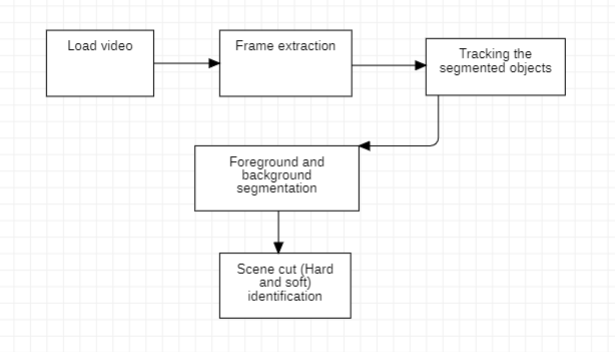 Load video
Frame extraction
Tracking the
segmented objects
Foreground and
background
segmentation
Scene cut (Hard
and soft)
identification